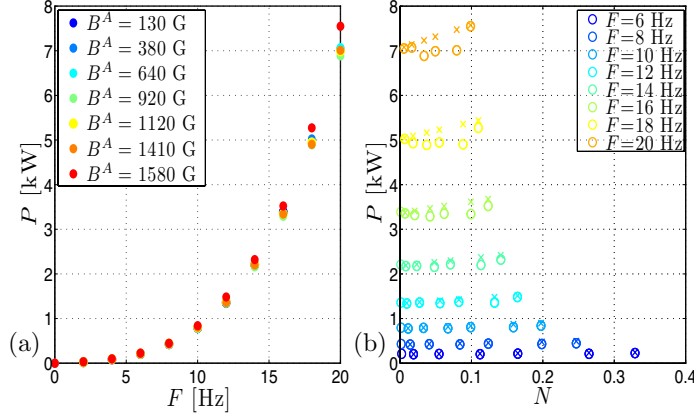 8
7
6
5
4
3
2
1
0
P [kW]
B^A = 130 G
B^A = 380 G
B^A = 640 G
B^A = 920 G
B^A = 1120 G
B^A = 1410 G
B^A = 1580 G
(a)
0 5 10 15 20
F [Hz]
8
7
6
5
4
3
2
1
0
P [kW]
F=6 Hz
F=8 Hz
F=10 Hz
F=12 Hz
F=14 Hz
F=16 Hz
F=18 Hz
F=20 Hz
(b)
0 0.1 0.2 0.3 0.4
N